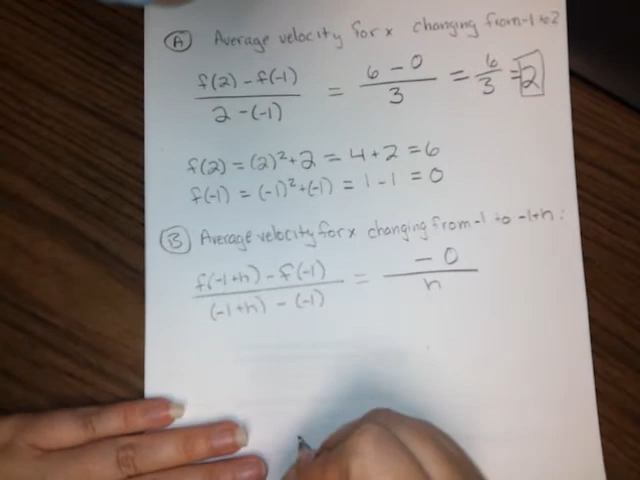 A Average velocity for x changing from -1 to 2
f(2) - f(-1) / 2 - (-1) = 6 - 0 / 3 = 6/3 = 2
f(2) = (2)² + 2 = 4 + 2 = 6
f(-1) = (-1)² + (-1) = 1 - 1 = 0
B Average velocity for x changing from -1 to -1+h:
f(-1+h) - f(-1) / (-1+h) - (-1) = - 0 / h